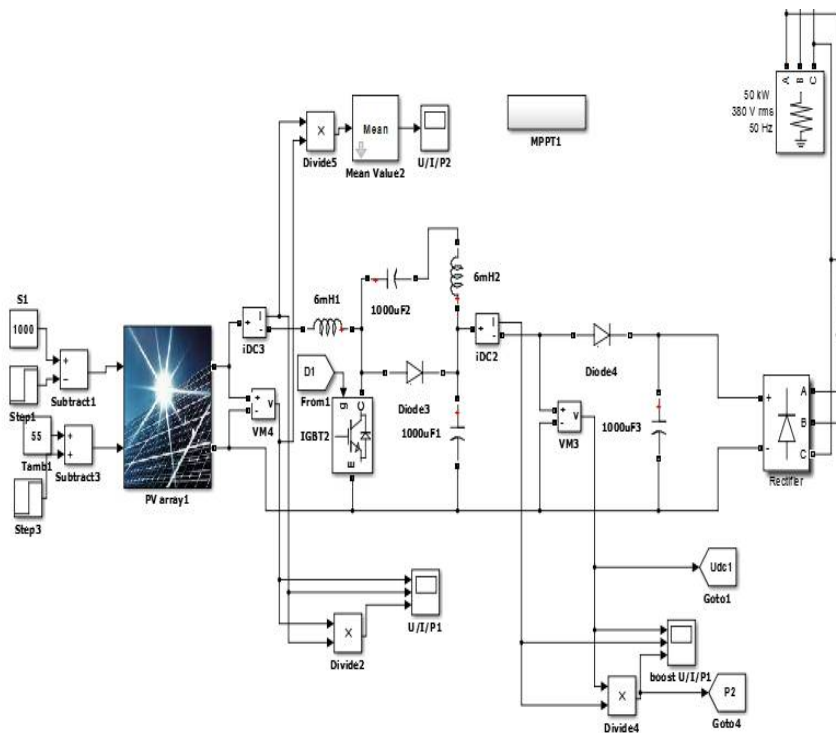 A B C
50 kW
380 V rms
50 Hz
×
Divide5
Mean
Mean Value2
U/I/P2
MPPT1
6mH2
1000uF2
6mH1
S1
1000
+
-
iDC3
+
-
iDC2
D1
From1
g
C
E
IGBT2
Diode3
1000uF1
Diode4
1000uF3
Step1
+
−
Subtract1
+
-
v
VM4
+
-
v
VM3
+
-
A
B
C
Rectifier
55
Tamb1
+
+
Subtract3
Step3
PV array1
U/I/P1
×
Divide2
Udc1
Goto1
boost U/I/P1
×
Divide4
P2
Goto4